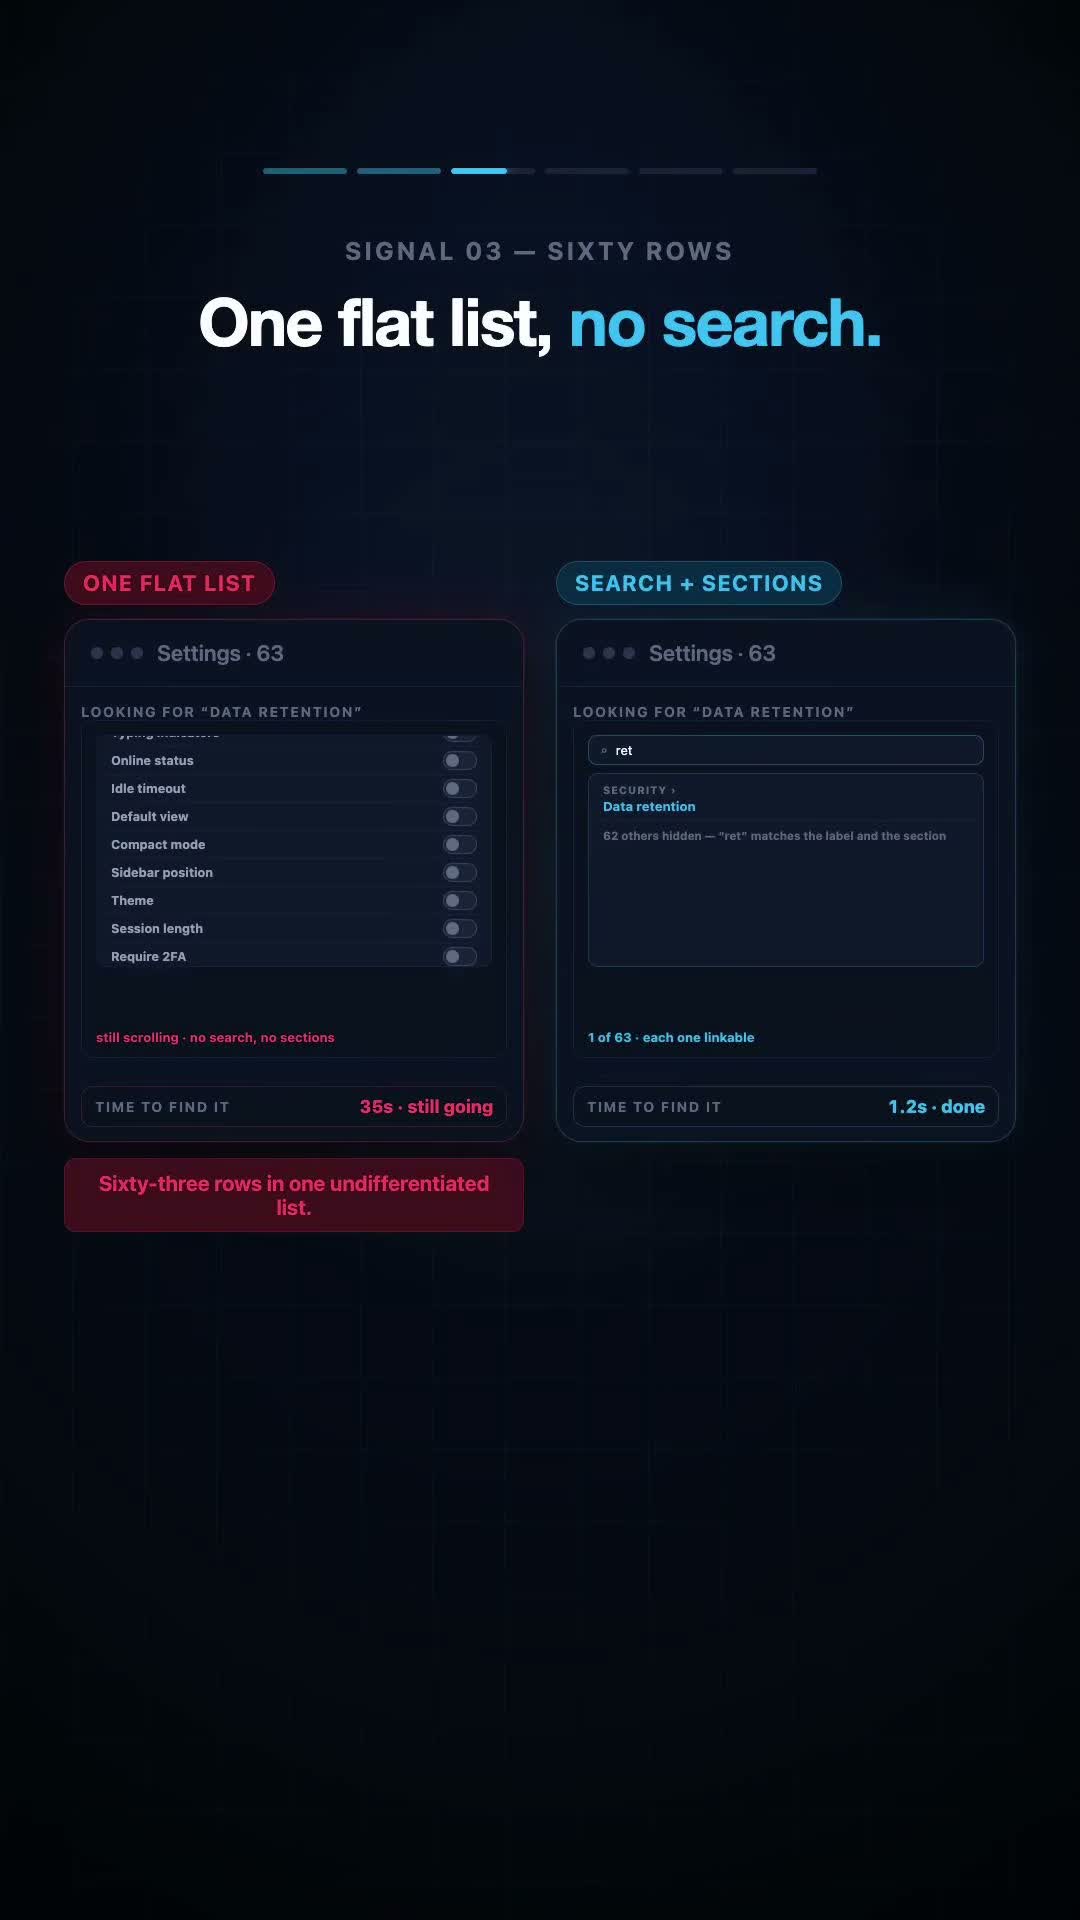 SIGNAL 03 — SIXTY ROWS
One flat list, no search.
ONE FLAT LIST
Settings · 63
LOOKING FOR “DATA RETENTION”
Typing indicators
Online status
Idle timeout
Default view
Compact mode
Sidebar position
Theme
Session length
Require 2FA
still scrolling · no search, no sections
TIME TO FIND IT
35s · still going
Sixty-three rows in one undifferentiated
list.
SEARCH + SECTIONS
Settings · 63
LOOKING FOR “DATA RETENTION”
ret
SECURITY ›
Data retention
62 others hidden — "ret" matches the label and the section
1 of 63 · each one linkable
TIME TO FIND IT
1.2s · done